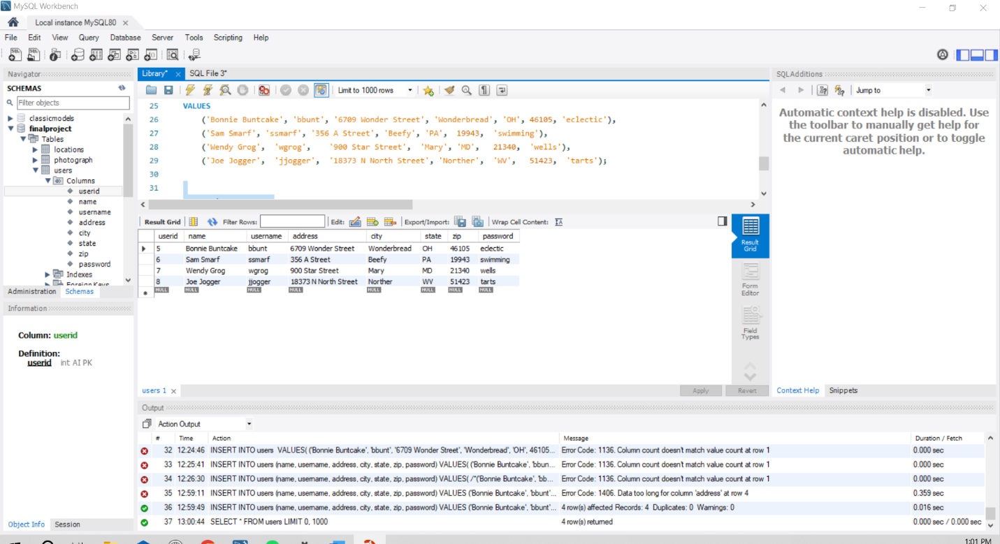 MySQL Workbench
Local instance MySQL80 ×
File Edit View Query Database Server Tools Scripting Help
Navigator
SCHEMAS
Filter objects
classicmodels
finalproject
Tables
locations
photograph
users
Columns
userid
name
username
address
city
state
zip
password
Indexes
Foreign Keys
Administration Schemas
Information
Column: userid
Definition:
userid int AI PK
Object Info Session
Library* × SQL File 3*
Limit to 1000 rows
25 VALUES
26 ('Bonnie Buntcake', 'bbunt', '6709 Wonder Street', 'Wonderbread', 'OH', 46105, 'eclectic'),
27 ('Sam Smarf', 'ssmarf', '356 A Street', 'Beefy', 'PA', 19943, 'swimming'),
28 ('Wendy Grog', 'wgrog', '900 Star Street', 'Mary', 'MD', 21340, 'wells'),
29 ('Joe Jogger', 'jjogger', '18373 N North Street', 'Norther', 'WV', 51423, 'tarts');
30
31
Result Grid Filter Rows: Edit: Export/Import: Wrap Cell Content: IA
userid name username address city state zip password
5 Bonnie Buntcake bbunt 6709 Wonder Street Wonderbread OH 46105 eclectic
6 Sam Smarf ssmarf 356 A Street Beefy PA 19943 swimming
7 Wendy Grog wgrog 900 Star Street Mary MD 21340 wells
8 Joe Jogger jjogger 18373 N North Street Norther WV 51423 tarts
NULL NULL NULL NULL NULL NULL NULL NULL
Result
Grid
Form
Editor
Field
Types
users 1 × Apply Revert
SQLAdditions
Jump to
Automatic context help is disabled. Use
the toolbar to manually get help for
the current caret position or to toggle
automatic help.
Context Help Snippets
Output
Action Output
# Time Action Message Duration / Fetch
32 12:24:46 INSERT INTO users VALUES( ('Bonnie Buntcake', 'bbunt', '6709 Wonder Street', 'Wonderbread', 'OH', 46105... Error Code: 1136. Column count doesn't match value count at row 1 0.000 sec
33 12:25:41 INSERT INTO users (name, username, address, city, state, zip, password) VALUES( ('Bonnie Buntcake', 'bbun... Error Code: 1136. Column count doesn't match value count at row 1 0.000 sec
34 12:26:30 INSERT INTO users (name, username, address, city, state, zip, password) VALUES( /*('Bonnie Buntcake', 'bb... Error Code: 1136. Column count doesn't match value count at row 1 0.000 sec
35 12:59:11 INSERT INTO users (name, username, address, city, state, zip, password) VALUES ('Bonnie Buntcake', 'bbunt'... Error Code: 1406. Data too long for column 'address' at row 4 0.359 sec
36 12:59:49 INSERT INTO users (name, username, address, city, state, zip, password) VALUES ('Bonnie Buntcake', 'bbunt'... 4 row(s) affected Records: 4 Duplicates: 0 Warnings: 0 0.016 sec
37 13:00:44 SELECT * FROM users LIMIT 0, 1000 4 row(s) returned 0.000 sec / 0.000 sec
1:01 PM